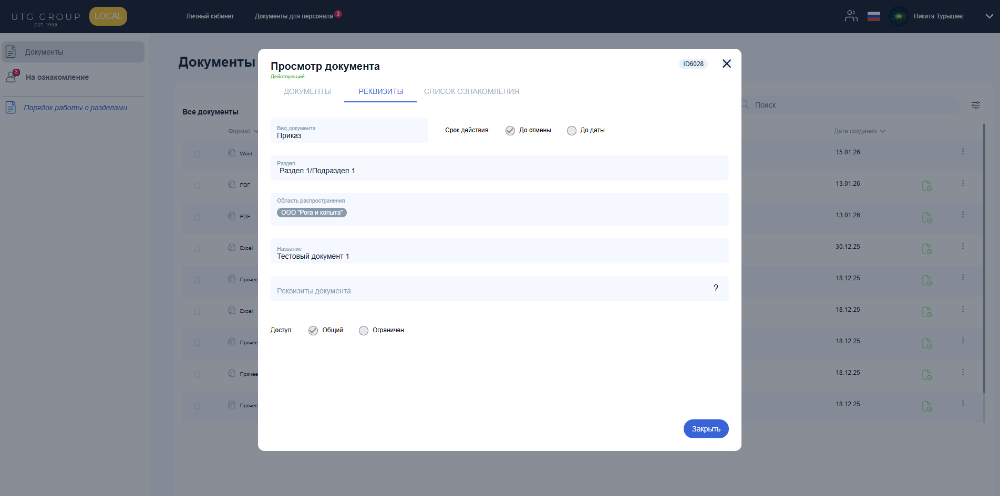 UTG GROUP
EST. 1998
LOCAL
Личный кабинет
Документы для персонала
3
Никита Турышев
Документы
3
На ознакомление
Порядок работы с разделами
Документы
Все документы
Поиск
Формат
Дата создания
Word
15.01.26
PDF
13.01.26
PDF
13.01.26
Excel
30.12.25
Прочее
18.12.25
Excel
18.12.25
Прочее
18.12.25
Прочее
18.12.25
Прочее
18.12.25
Просмотр документа
ID6028
Действующий
ДОКУМЕНТЫ
РЕКВИЗИТЫ
СПИСОК ОЗНАКОМЛЕНИЯ
Вид документа
Приказ
Срок действия:
До отмены
До даты
Раздел
Раздел 1/Подраздел 1
Область распространения
ООО "Рога и копыта"
Название
Тестовый документ 1
Реквизиты документа
?
Доступ:
Общий
Ограничен
Закрыть